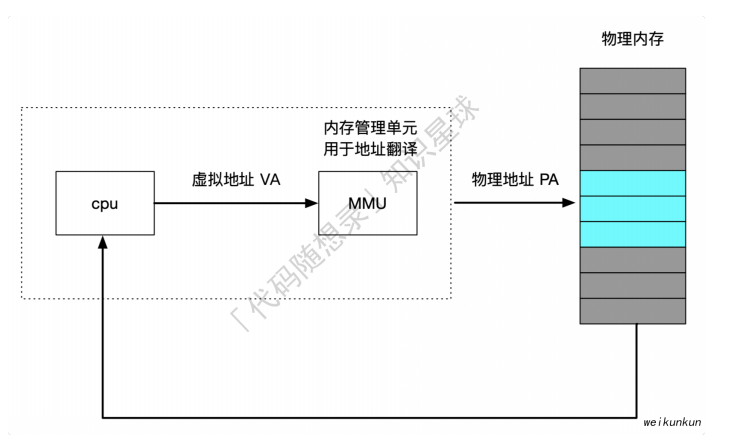 物理内存
内存管理单元
用于地址翻译
虚拟地址 VA
物理地址 PA
cpu
MMU
「代码随想录」知识星球
weikunkun